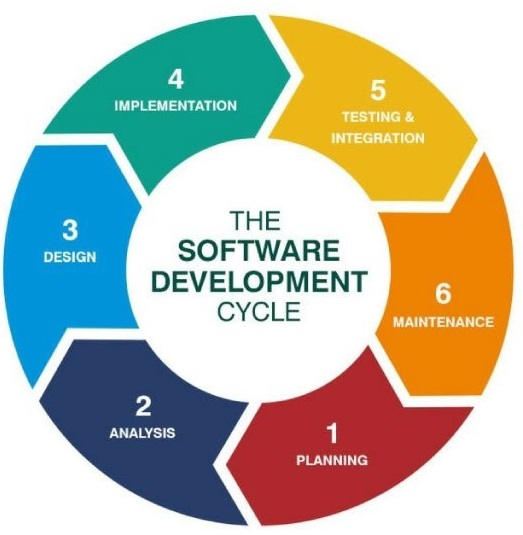 THE
SOFTWARE
DEVELOPMENT
CYCLE
1
PLANNING
2
ANALYSIS
3
DESIGN
4
IMPLEMENTATION
5
TESTING &
INTEGRATION
6
MAINTENANCE